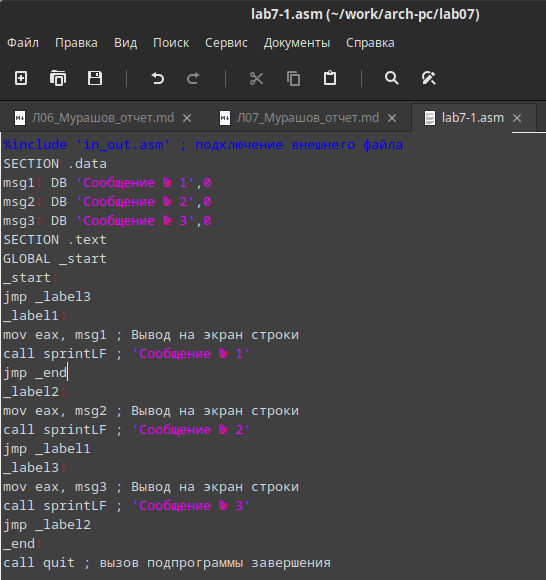 lab7-1.asm (~/work/arch-pc/lab07)
Файл Правка Вид Поиск Сервис Документы Справка
Л06_Мурашов_отчет.md Л07_Мурашов_отчет.md lab7-1.asm
%include 'in_out.asm' ; подключение внешнего файла
SECTION .data
msg1: DB 'Сообщение № 1',0
msg2: DB 'Сообщение № 2',0
msg3: DB 'Сообщение № 3',0
SECTION .text
GLOBAL _start
_start:
jmp _label3
_label1:
mov eax, msg1 ; Вывод на экран строки
call sprintLF ; 'Сообщение № 1'
jmp _end
_label2:
mov eax, msg2 ; Вывод на экран строки
call sprintLF ; 'Сообщение № 2'
jmp _label1
_label3:
mov eax, msg3 ; Вывод на экран строки
call sprintLF ; 'Сообщение № 3'
jmp _label2
_end:
call quit ; вызов подпрограммы завершения